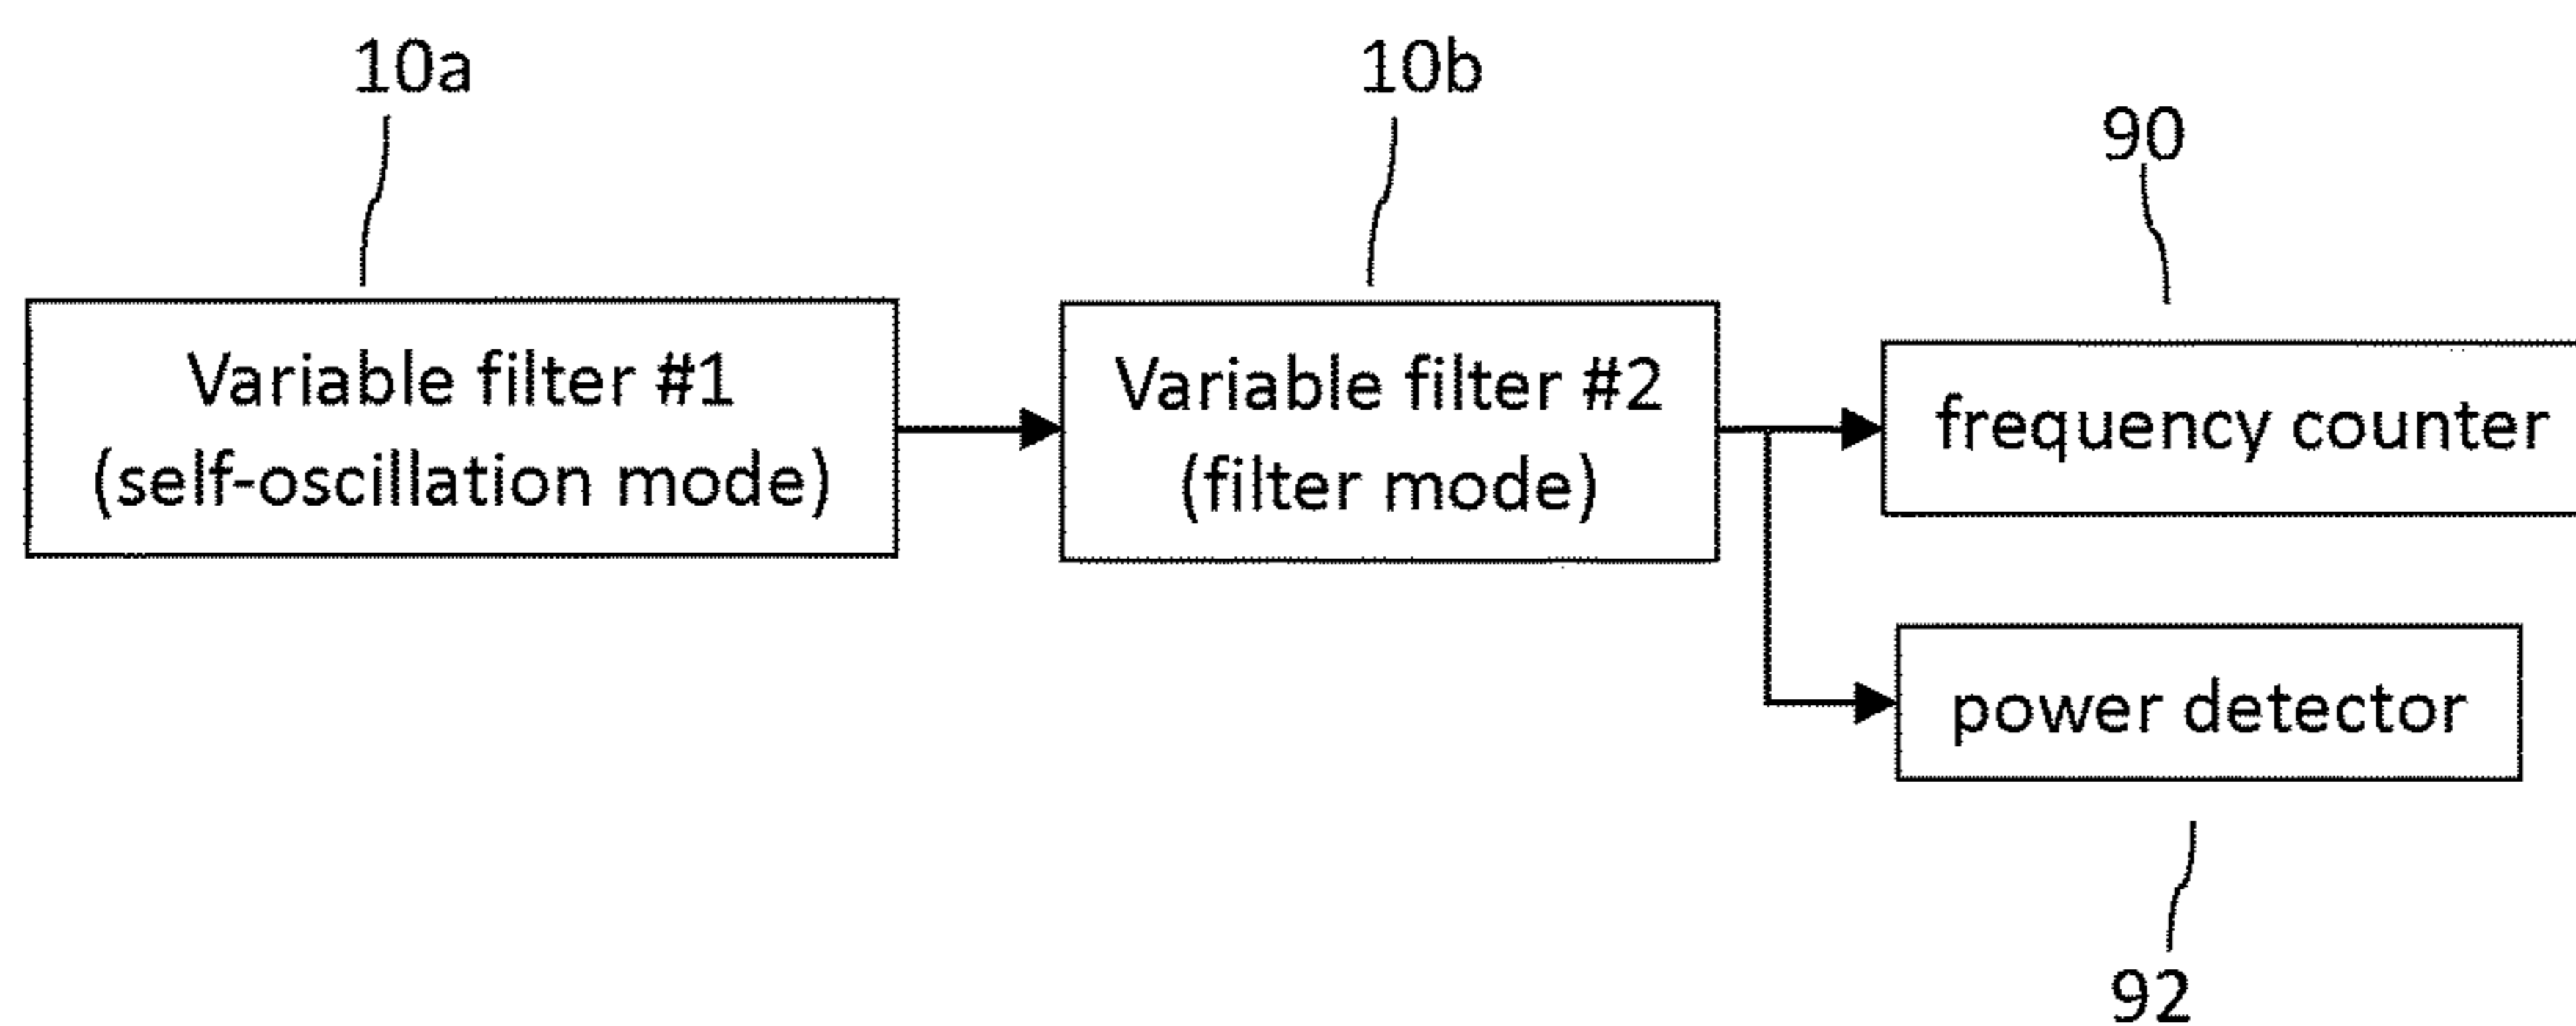 10a
10b
90
Variable filter #1
(self-oscillation mode)
Variable filter #2
(filter mode)
frequency counter
power detector
92